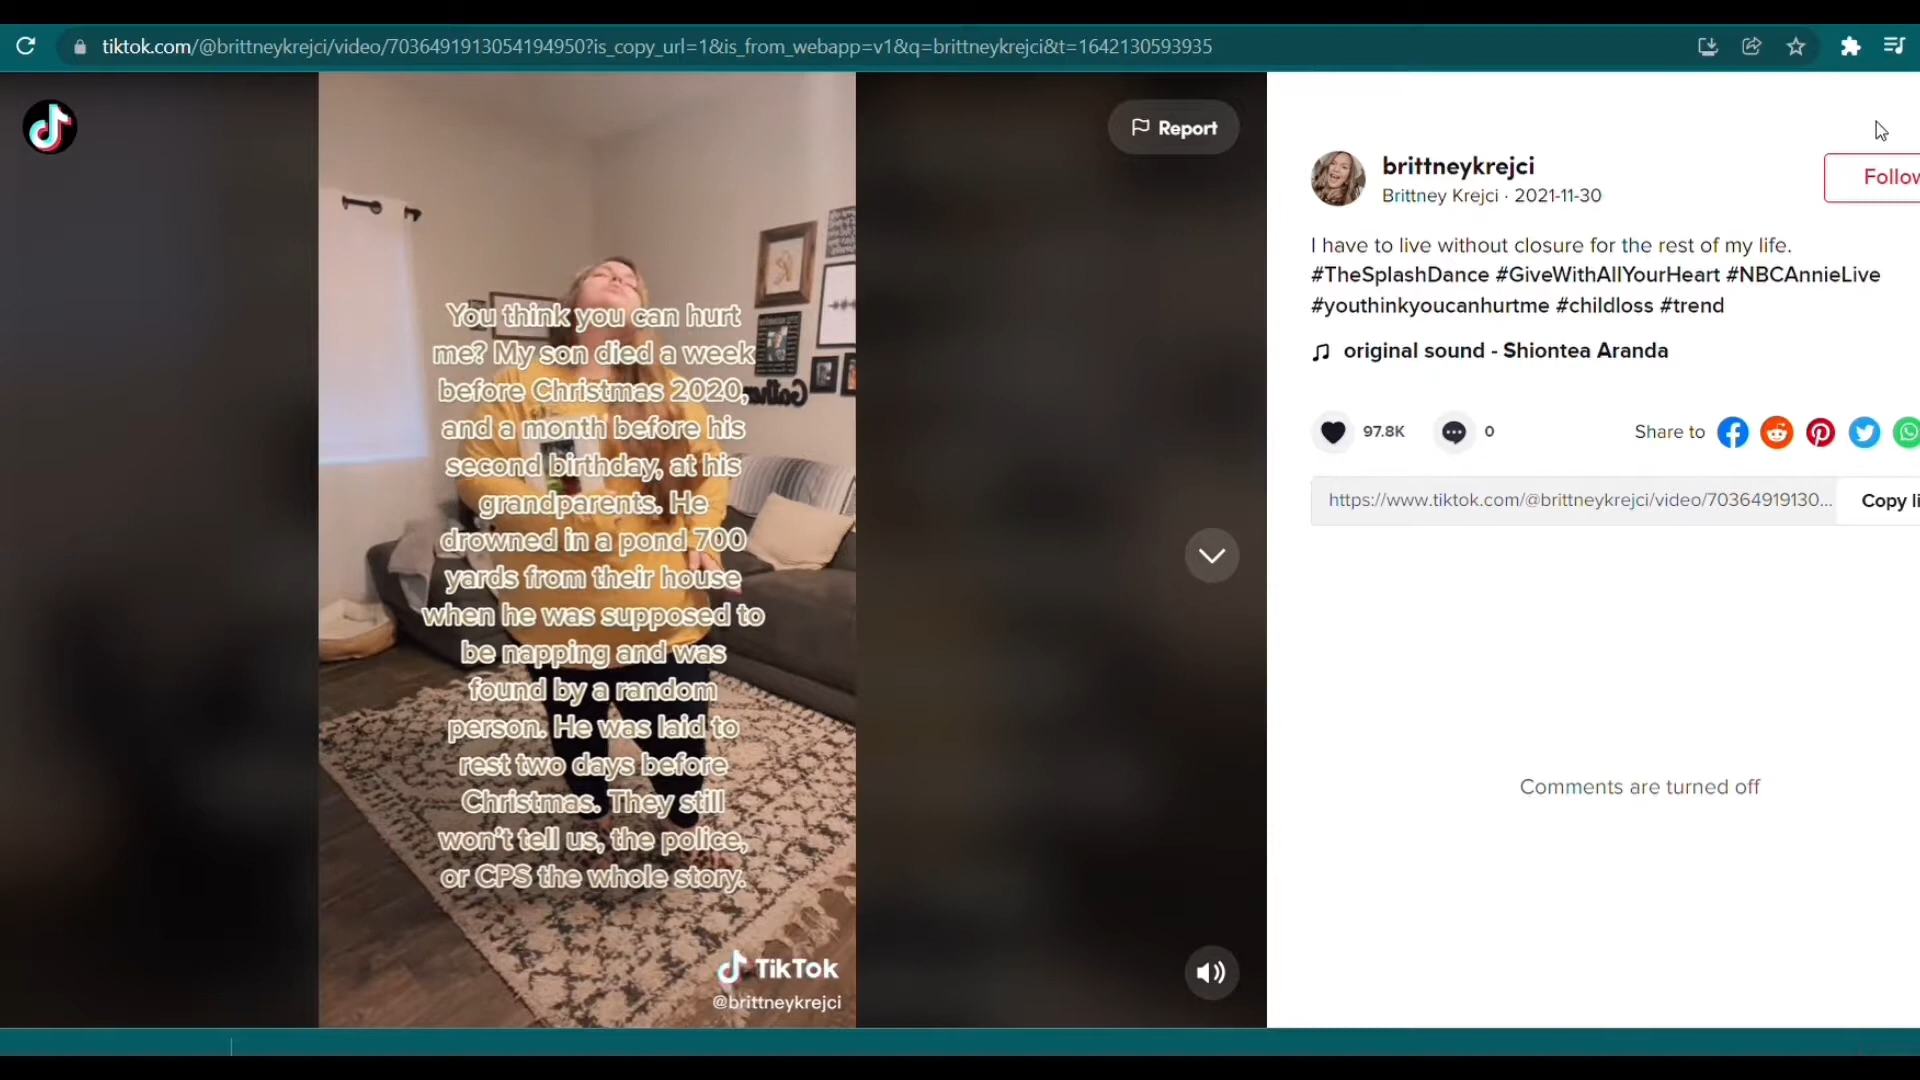 tiktok.com/@brittneykrejci/video/7036491913054194950?is_copy_url=1&is_from_webapp=v1&q=brittneykrejci&t=1642130593935
Report
You think you can hurt
me? My son died a week
before Christmas 2020,
and a month before his
second birthday, at his
grandparents. He
drowned in a pond 700
yards from their house
when he was supposed to
be napping and was
found by a random
person. He was laid to
rest two days before
Christmas. They still
won't tell us, the police,
or CPS the whole story.
Gather
TikTok
@brittneykrejci
brittneykrejci
Brittney Krejci · 2021-11-30
Follow
I have to live without closure for the rest of my life.
#TheSplashDance #GiveWithAllYourHeart #NBCAnnieLive
#youthinkyoucanhurtme #childloss #trend
original sound - Shiontea Aranda
97.8K
0
Share to
https://www.tiktok.com/@brittneykrejci/video/70364919130...
Copy li
Comments are turned off